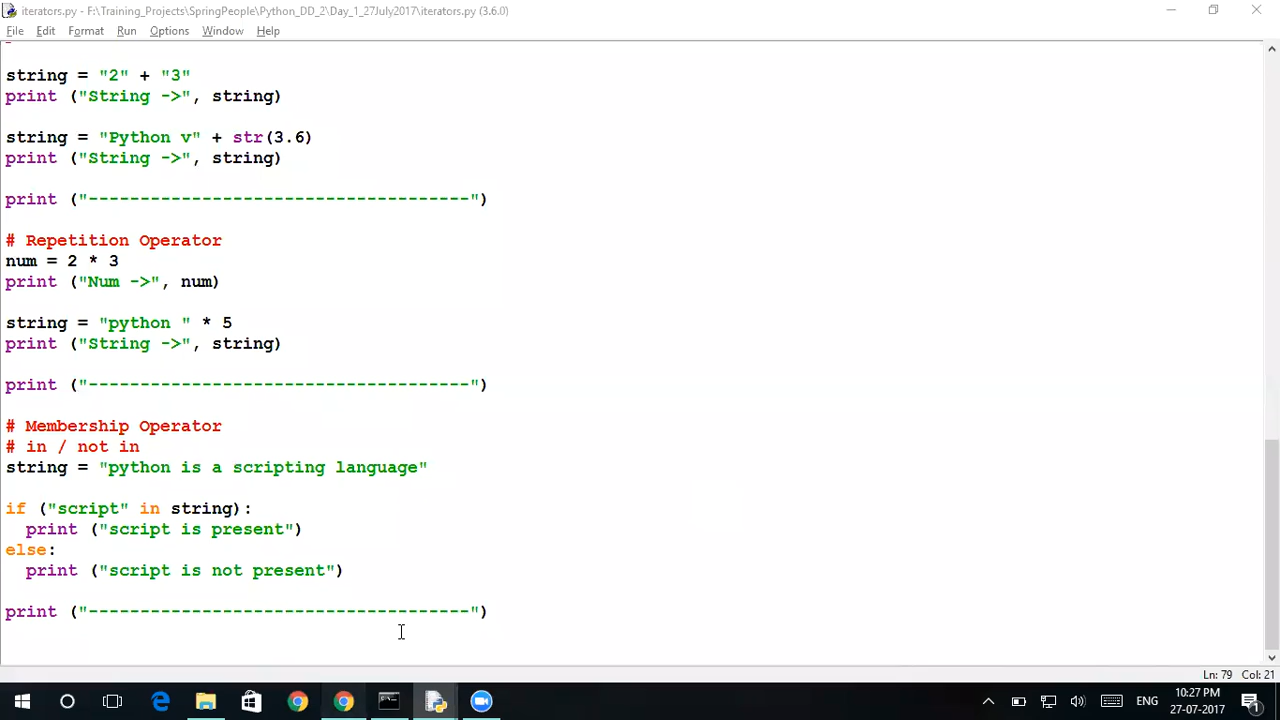 iterators.py - F:\Training_Projects\SpringPeople\Python_DD_2\Day_1_27July2017\iterators.py (3.6.0)
File Edit Format Run Options Window Help
string = "2" + "3"
print ("String ->", string)
string = "Python v" + str(3.6)
print ("String ->", string)
print ("-------------------------------------")
# Repetition Operator
num = 2 * 3
print ("Num ->", num)
string = "python " * 5
print ("String ->", string)
print ("-------------------------------------")
# Membership Operator
# in / not in
string = "python is a scripting language"
if ("script" in string):
  print ("script is present")
else:
  print ("script is not present")
print ("-------------------------------------")
Ln: 79 Col: 21
ENG
10:27 PM
27-07-2017
1